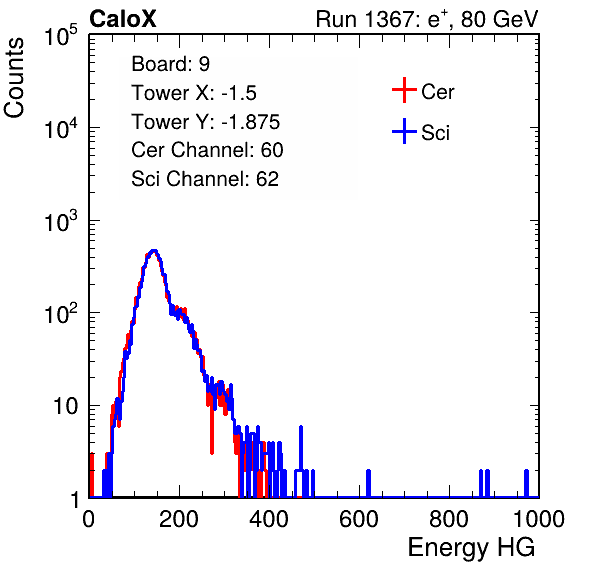 CaloX Run 1367: e⁺, 80 GeV
Counts
Board: 9
Tower X: -1.5
Tower Y: -1.875
Cer Channel: 60
Sci Channel: 62
Cer
Sci
10⁵
10⁴
10³
10²
10
1
0 200 400 600 800 1000
Energy HG